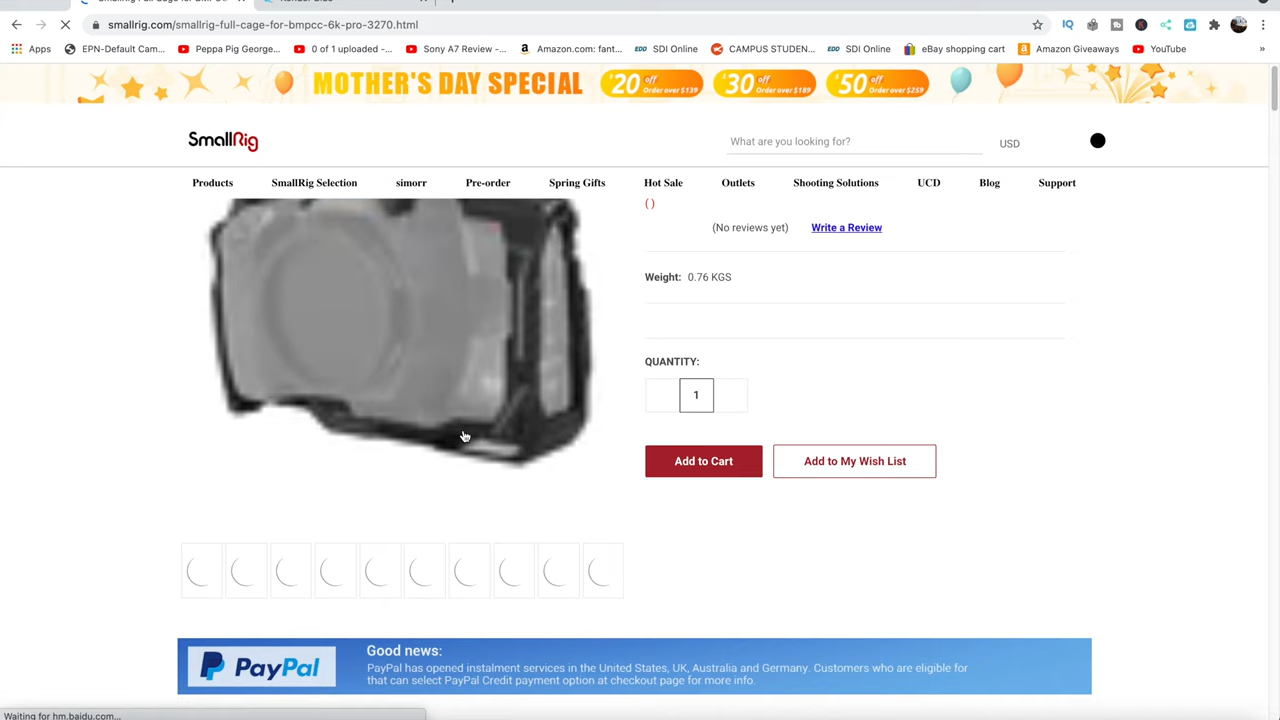 smallrig.com/smallrig-full-cage-for-bmpcc-6k-pro-3270.html
Apps EPN-Default Cam... Peppa Pig George... 0 of 1 uploaded -... Sony A7 Review -... Amazon.com: fant... SDI Online CAMPUS STUDEN... SDI Online eBay shopping cart Amazon Giveaways YouTube »
MOTHER'S DAY SPECIAL $20 off Order over $139 $30 off Order over $189 $50 off Order over $259
SmallRig What are you looking for? USD
Products SmallRig Selection simorr Pre-order Spring Gifts Hot Sale Outlets Shooting Solutions UCD Blog Support
( )
(No reviews yet) Write a Review
Weight: 0.76 KGS
QUANTITY:
1
Add to Cart Add to My Wish List
PayPal
Good news:
PayPal has opened instalment services in the United States, UK, Australia and Germany. Customers who are eligible for
that can select PayPal Credit payment option at checkout page for more info.
Waiting for hm.baidu.com...